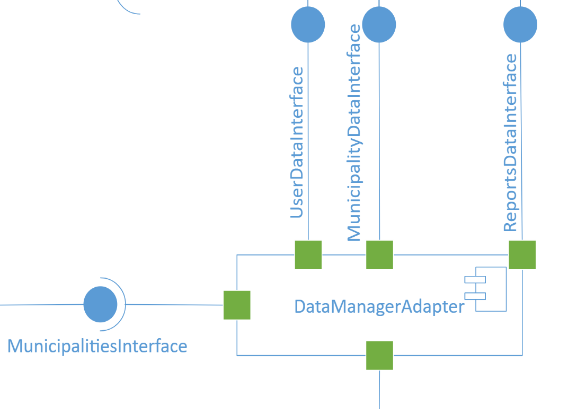 UserDataInterface
MunicipalityDataInterface
ReportsDataInterface
DataManagerAdapter
MunicipalitiesInterface